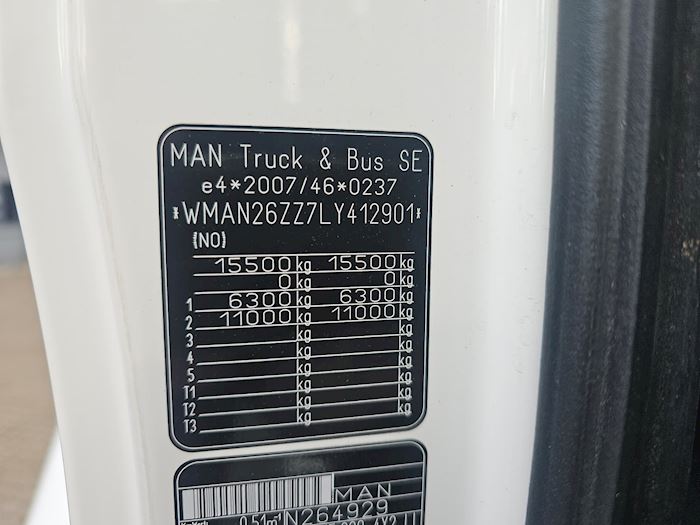 MAN Truck & Bus SE
e4*2007/46*0237
*WMAN26ZZ7LY412901*
(NO)
15500 kg 15500 kg
0 kg 0 kg
1 6300 kg 6300 kg
2 11000 kg 11000 kg
3 kg kg
4 kg kg
5 kg kg
T1 kg kg
T2 kg kg
T3 kg kg
MAN
0.51m¹ N264929
4X2